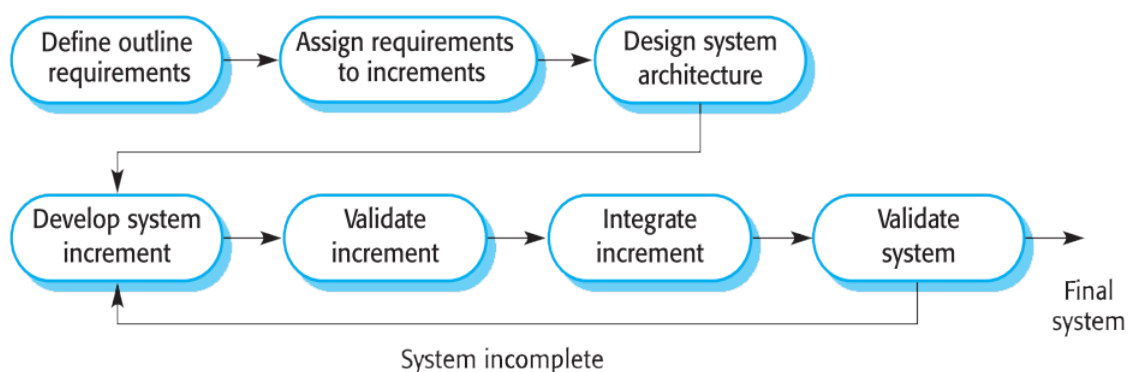 Define outline
requirements
Assign requirements
to increments
Design system
architecture
Develop system
increment
Validate
increment
Integrate
increment
Validate
system
Final
system
System incomplete